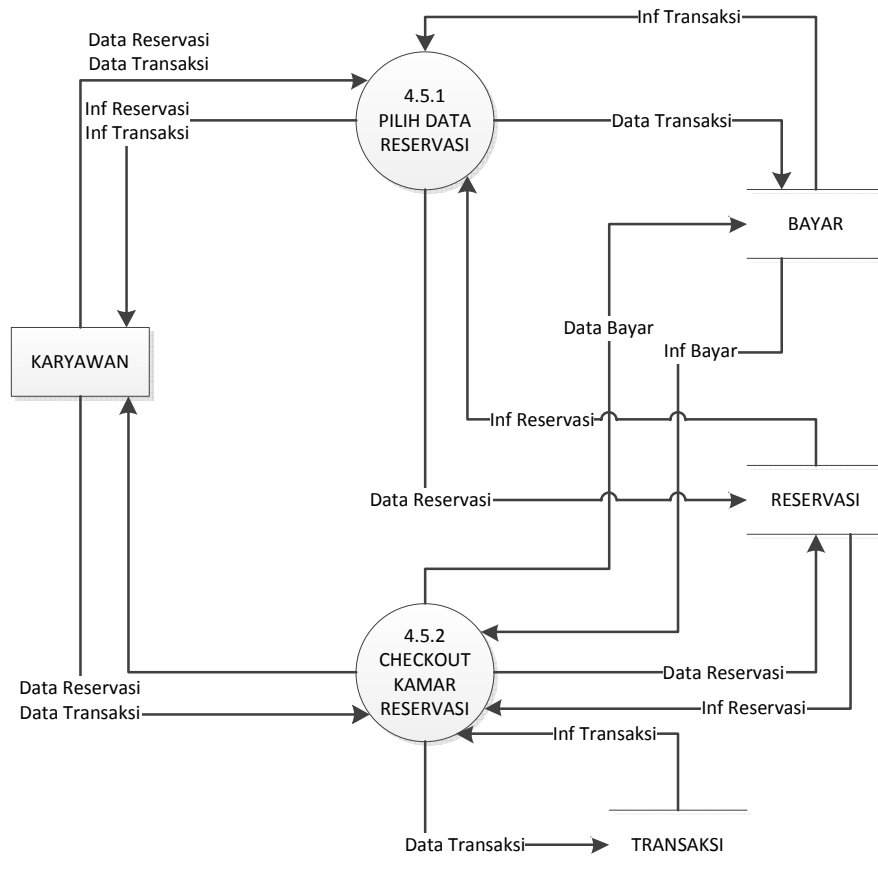 Inf Transaksi
Data Reservasi
Data Transaksi
4.5.1
PILIH DATA
RESERVASI
Inf Reservasi
Inf Transaksi
Data Transaksi
BAYAR
Data Bayar
Inf Bayar
KARYAWAN
Inf Reservasi
Data Reservasi
RESERVASI
4.5.2
CHECKOUT
KAMAR
RESERVASI
Data Reservasi
Data Reservasi
Data Transaksi
Inf Reservasi
Inf Transaksi
Data Transaksi
TRANSAKSI